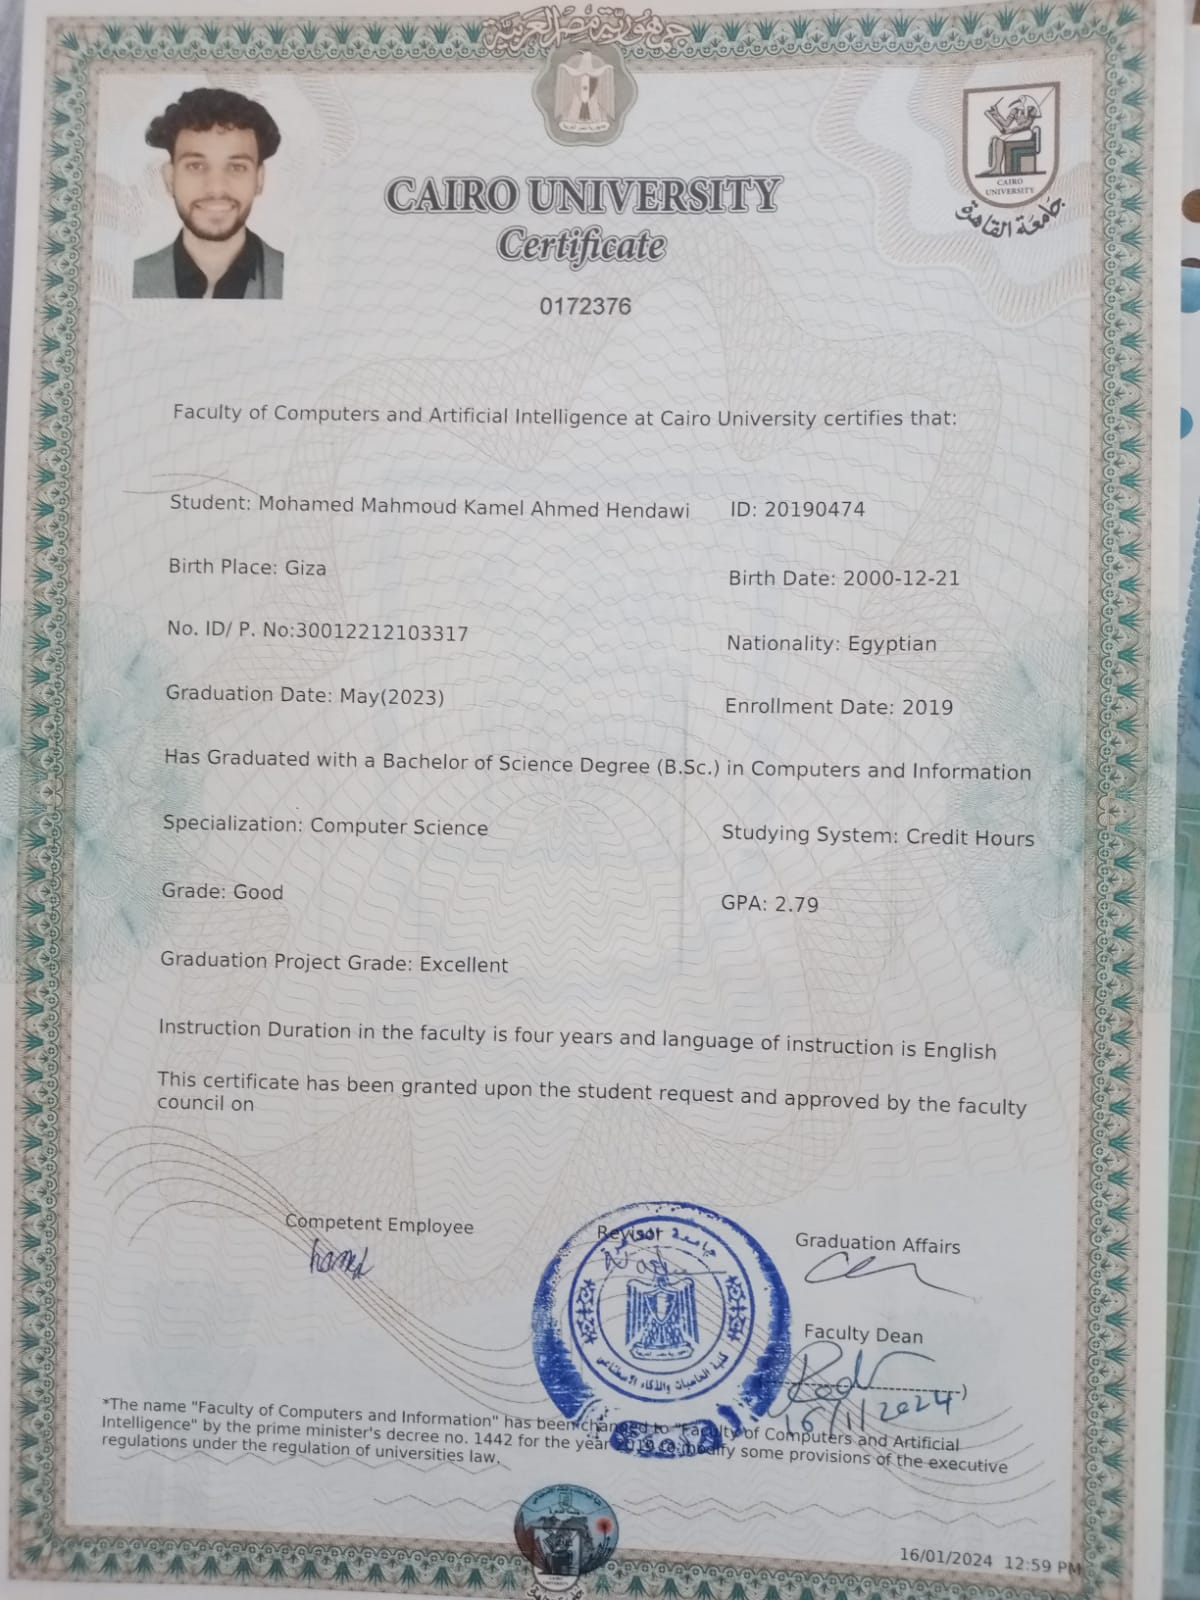 جمهورية مصر العربية
CAIRO
UNIVERSITY
جامعة القاهرة
CAIRO UNIVERSITY
Certificate
0172376
Faculty of Computers and Artificial Intelligence at Cairo University certifies that:
Student: Mohamed Mahmoud Kamel Ahmed Hendawi ID: 20190474
Birth Place: Giza Birth Date: 2000-12-21
No. ID/ P. No:30012212103317 Nationality: Egyptian
Graduation Date: May(2023) Enrollment Date: 2019
Has Graduated with a Bachelor of Science Degree (B.Sc.) in Computers and Information
Specialization: Computer Science Studying System: Credit Hours
Grade: Good GPA: 2.79
Graduation Project Grade: Excellent
Instruction Duration in the faculty is four years and language of instruction is English
This certificate has been granted upon the student request and approved by the faculty
council on
Competent Employee Revisor Graduation Affairs
جامعة القاهرة
كلية الحاسبات والذكاء الاصطناعي
Faculty Dean
16/1/2024
*The name "Faculty of Computers and Information" has been changed to "Faculty of Computers and Artificial
Intelligence" by the prime minister's decree no. 1442 for the year 2019 to modify some provisions of the executive
regulations under the regulation of universities law.
16/01/2024 12:59 PM